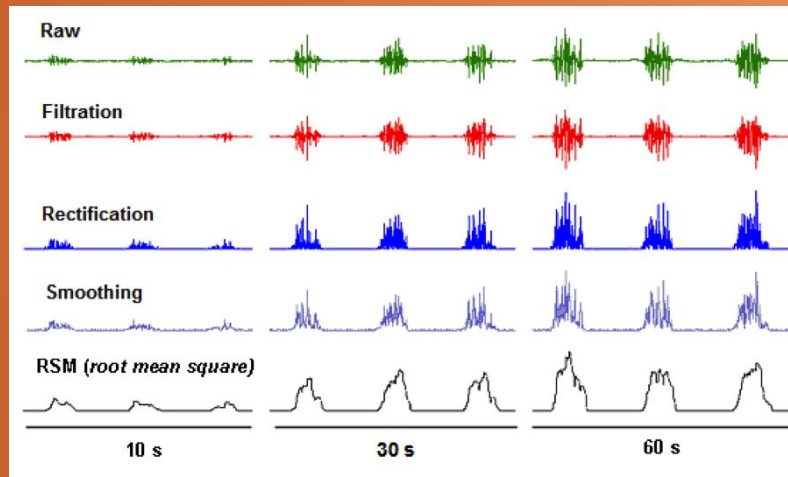 Raw
Filtration
Rectification
Smoothing
RSM (root mean square)
10 s
30 s
60 s